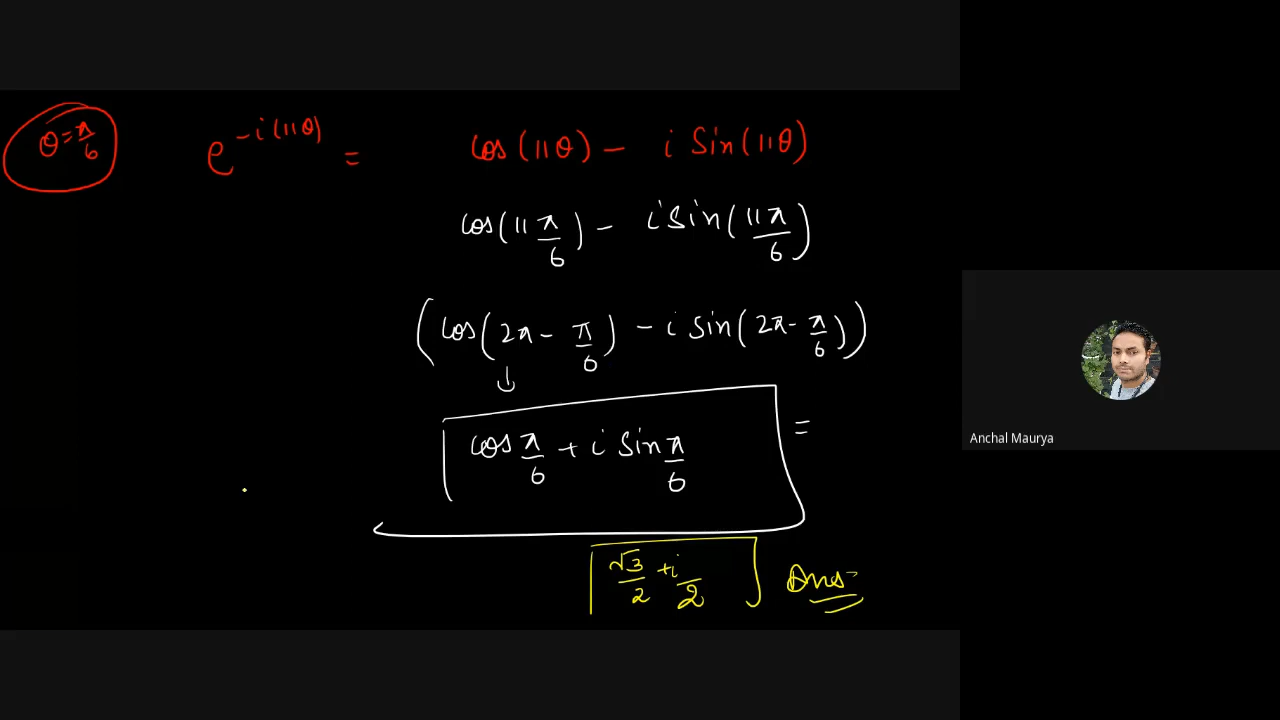 θ = π/6
e^{-i(11θ)} = cos(11θ) - i Sin(11θ)
cos(11π/6) - i Sin(11π/6)
(cos(2π - π/6) - i Sin(2π - π/6))
↓
cos π/6 + i Sin π/6 =
√3/2 + i/2 Ans
Anchal Maurya